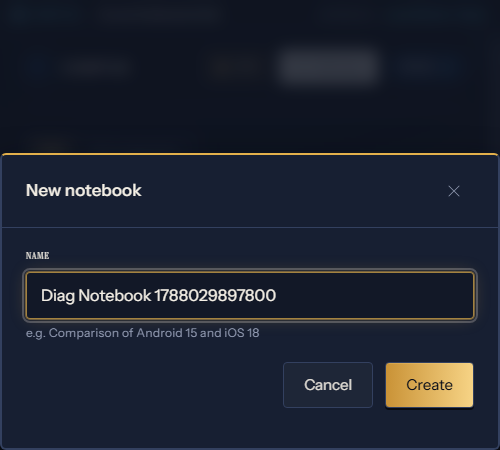 New notebook
NAME
Diag Notebook 1788029897800
e.g. Comparison of Android 15 and iOS 18
Cancel
Create